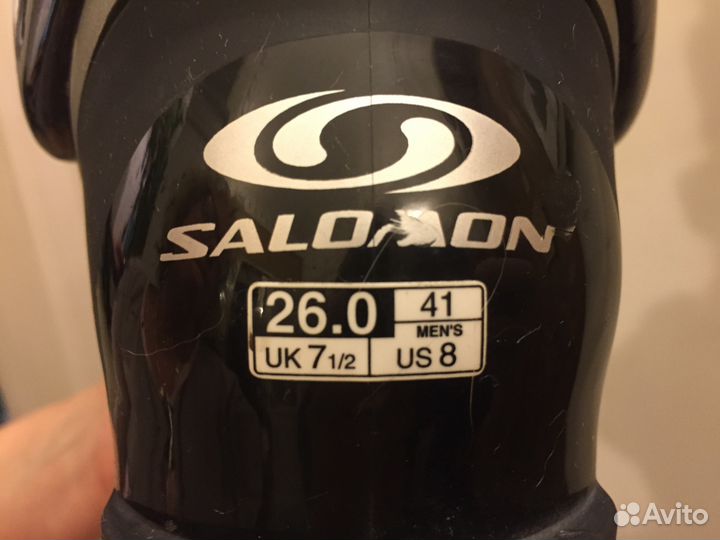 SALOMON
26.0
41
MEN'S
UK 7 1/2
US 8
Avito